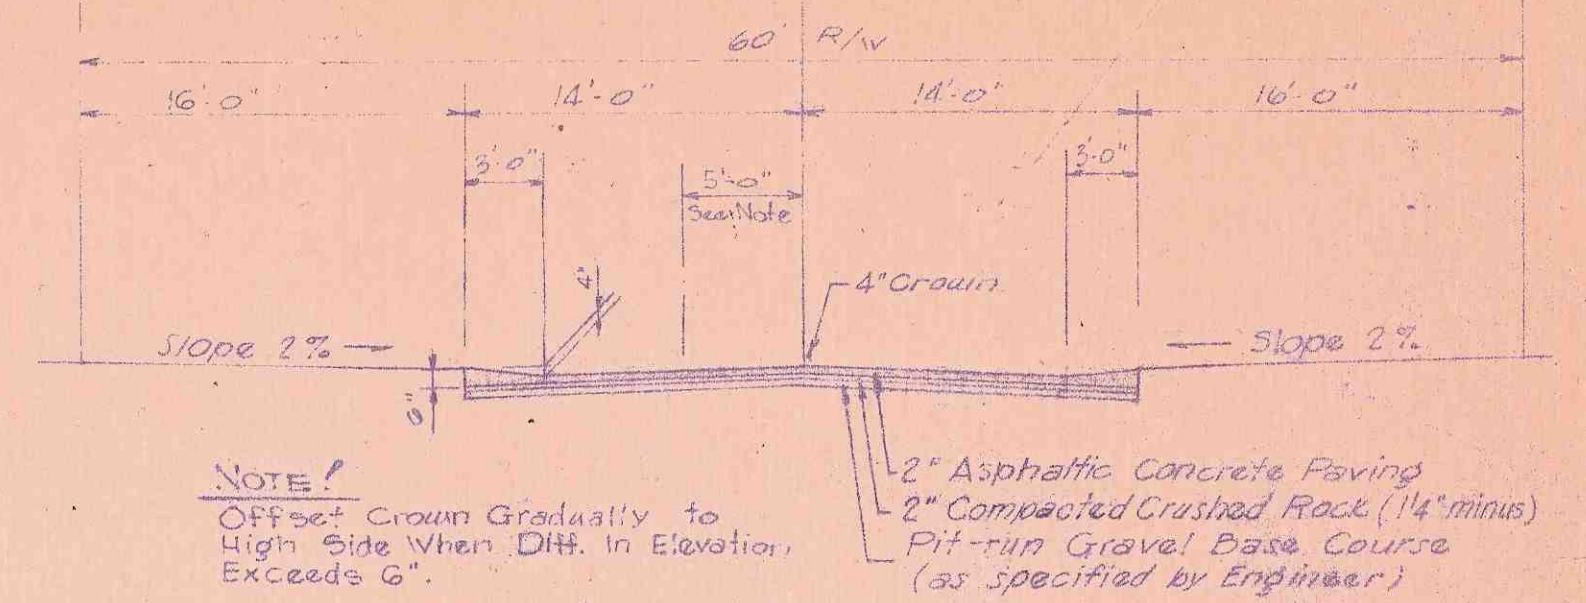 60' R/W
16'-0" 14'-0" 14'-0" 16'-0"
3'-0" 5'-0" 3'-0"
See Note
4"
4" Crown
Slope 2% Slope 2%
6"
NOTE!
Offset Crown Gradually to
High Side When Diff. In Elevation
Exceeds 6".
2" Asphaltic Concrete Paving
2" Compacted Crushed Rock (1¼" minus)
Pit-run Gravel Base Course
(as specified by Engineer)